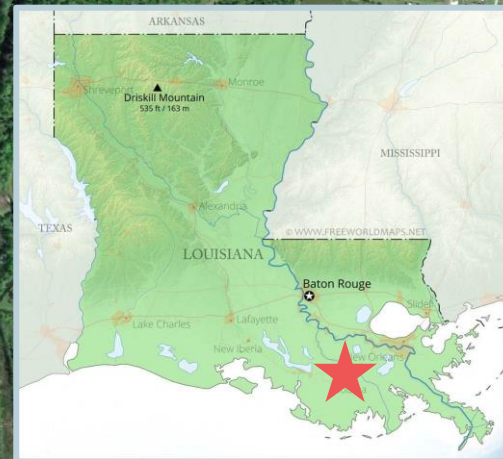 ARKANSAS
Shreveport
Monroe
Driskill Mountain
535 ft / 163 m
MISSISSIPPI
Alexandria
TEXAS
© WWW.FREEWORLDMAPS.NET
LOUISIANA
Baton Rouge
Slidell
Lake Charles
Lafayette
New Iberia
Orleans